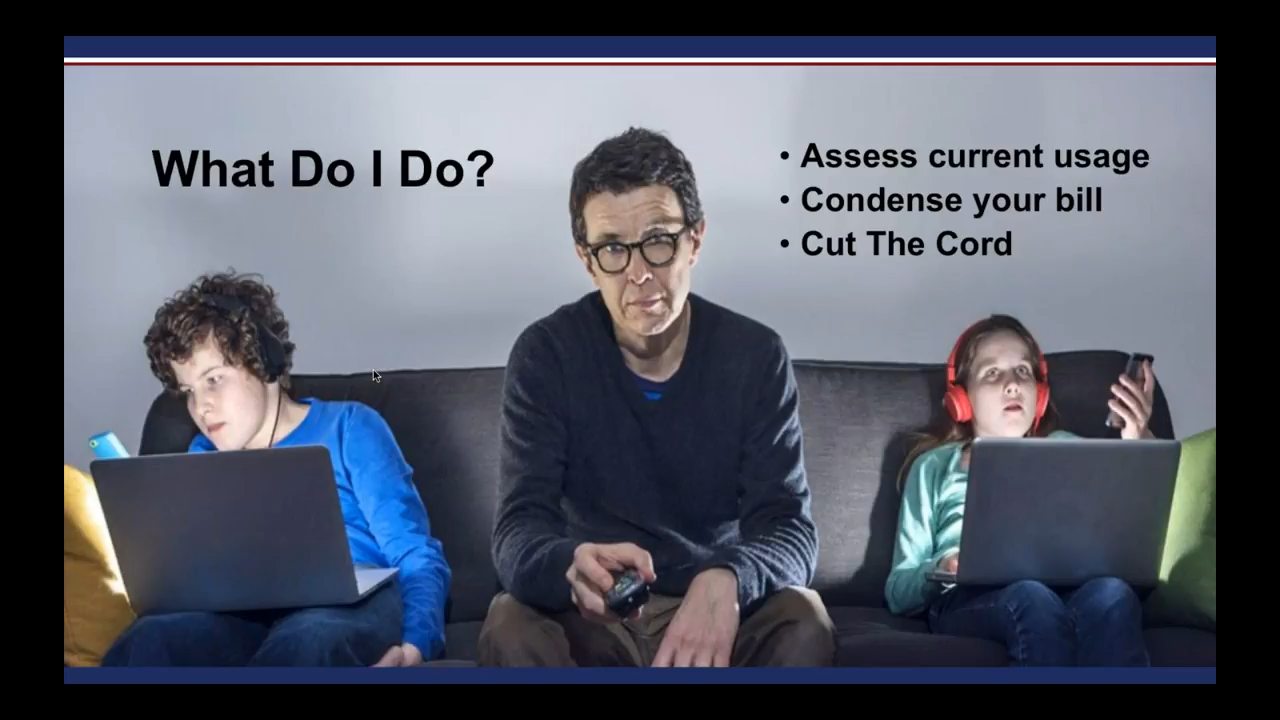 What Do I Do?
• Assess current usage
• Condense your bill
• Cut The Cord